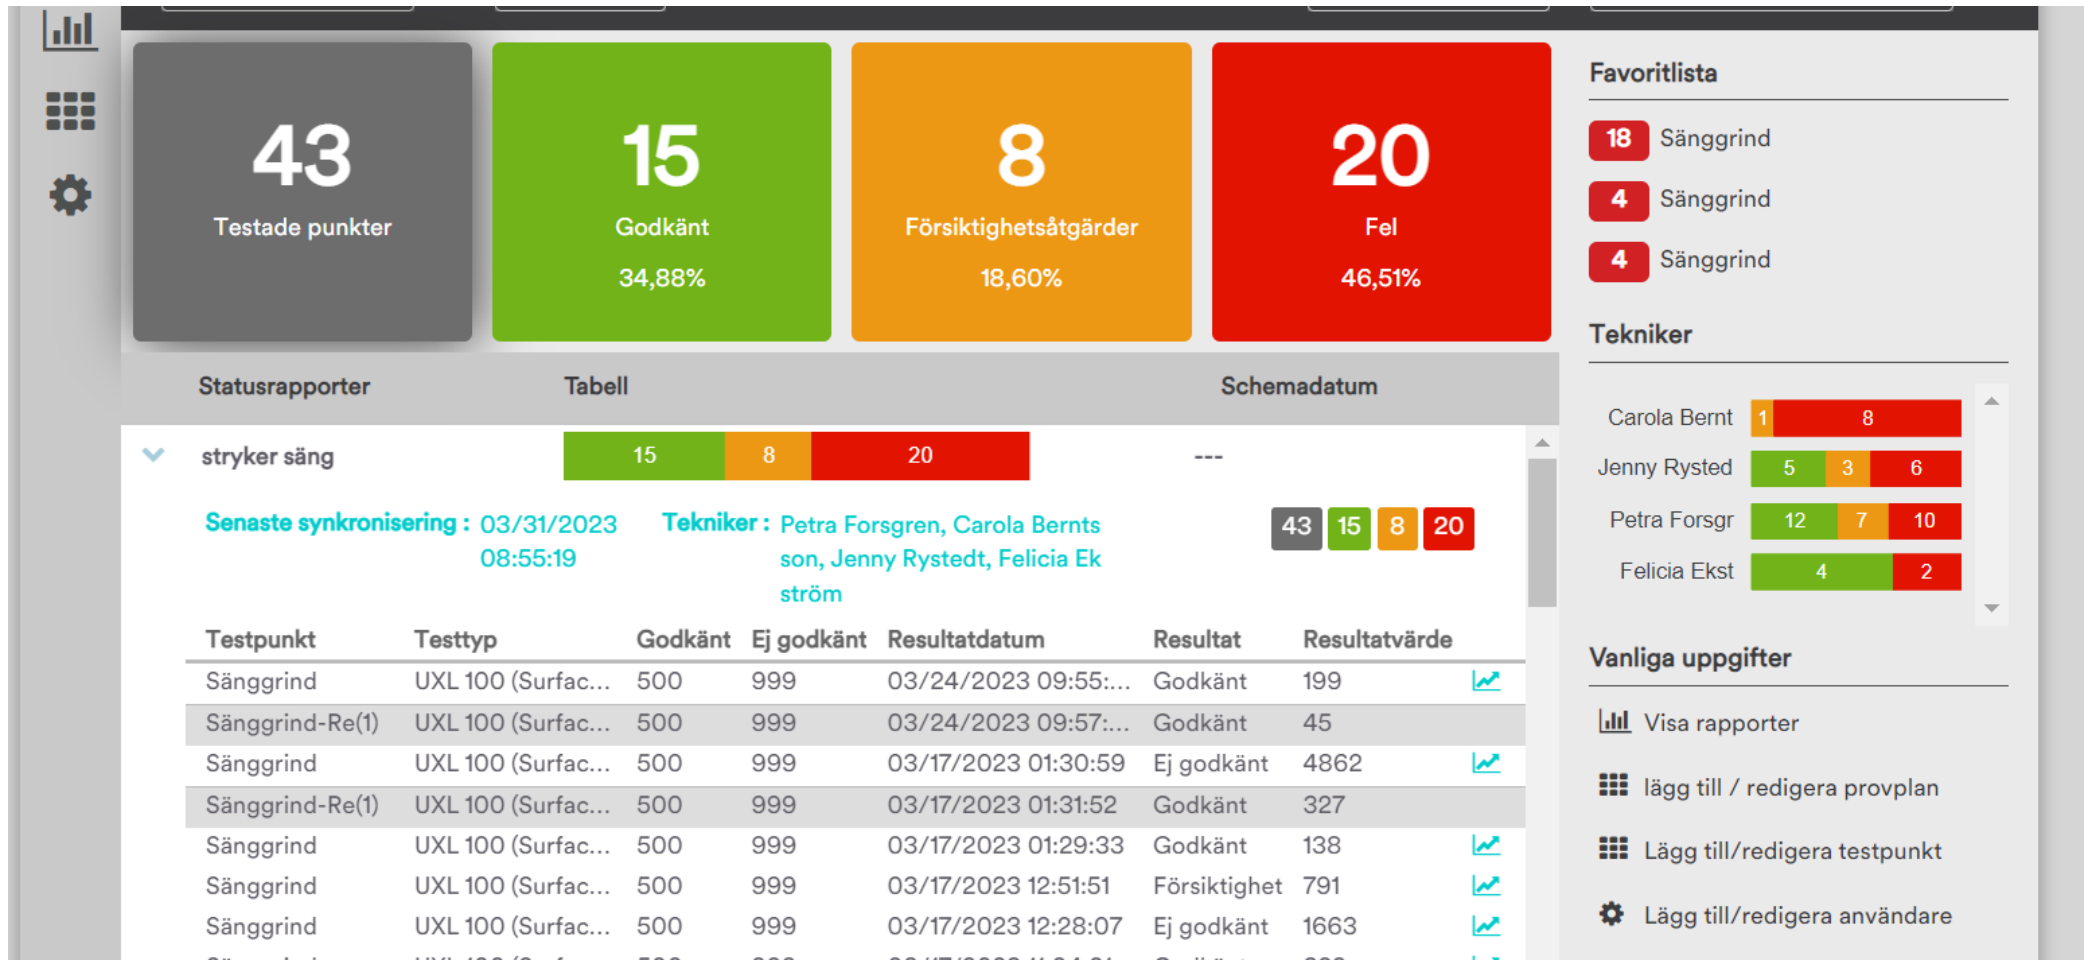 43
Testade punkter
15
Godkänt
34,88%
8
Försiktighetsåtgärder
18,60%
20
Fel
46,51%
Statusrapporter Tabell Schemadatum
stryker säng 15 8 20 ---
Senaste synkronisering : 03/31/2023
08:55:19
Tekniker : Petra Forsgren, Carola Bernts
son, Jenny Rystedt, Felicia Ek
ström
43 15 8 20
Testpunkt Testtyp Godkänt Ej godkänt Resultatdatum Resultat Resultatvärde
Sänggrind UXL 100 (Surfac... 500 999 03/24/2023 09:55:... Godkänt 199
Sänggrind-Re(1) UXL 100 (Surfac... 500 999 03/24/2023 09:57:... Godkänt 45
Sänggrind UXL 100 (Surfac... 500 999 03/17/2023 01:30:59 Ej godkänt 4862
Sänggrind-Re(1) UXL 100 (Surfac... 500 999 03/17/2023 01:31:52 Godkänt 327
Sänggrind UXL 100 (Surfac... 500 999 03/17/2023 01:29:33 Godkänt 138
Sänggrind UXL 100 (Surfac... 500 999 03/17/2023 12:51:51 Försiktighet 791
Sänggrind UXL 100 (Surfac... 500 999 03/17/2023 12:28:07 Ej godkänt 1663
Favoritlista
18 Sänggrind
4 Sänggrind
4 Sänggrind
Tekniker
Carola Bernt 1 8
Jenny Rysted 5 3 6
Petra Forsgr 12 7 10
Felicia Ekst 4 2
Vanliga uppgifter
Visa rapporter
lägg till / redigera provplan
Lägg till/redigera testpunkt
Lägg till/redigera användare